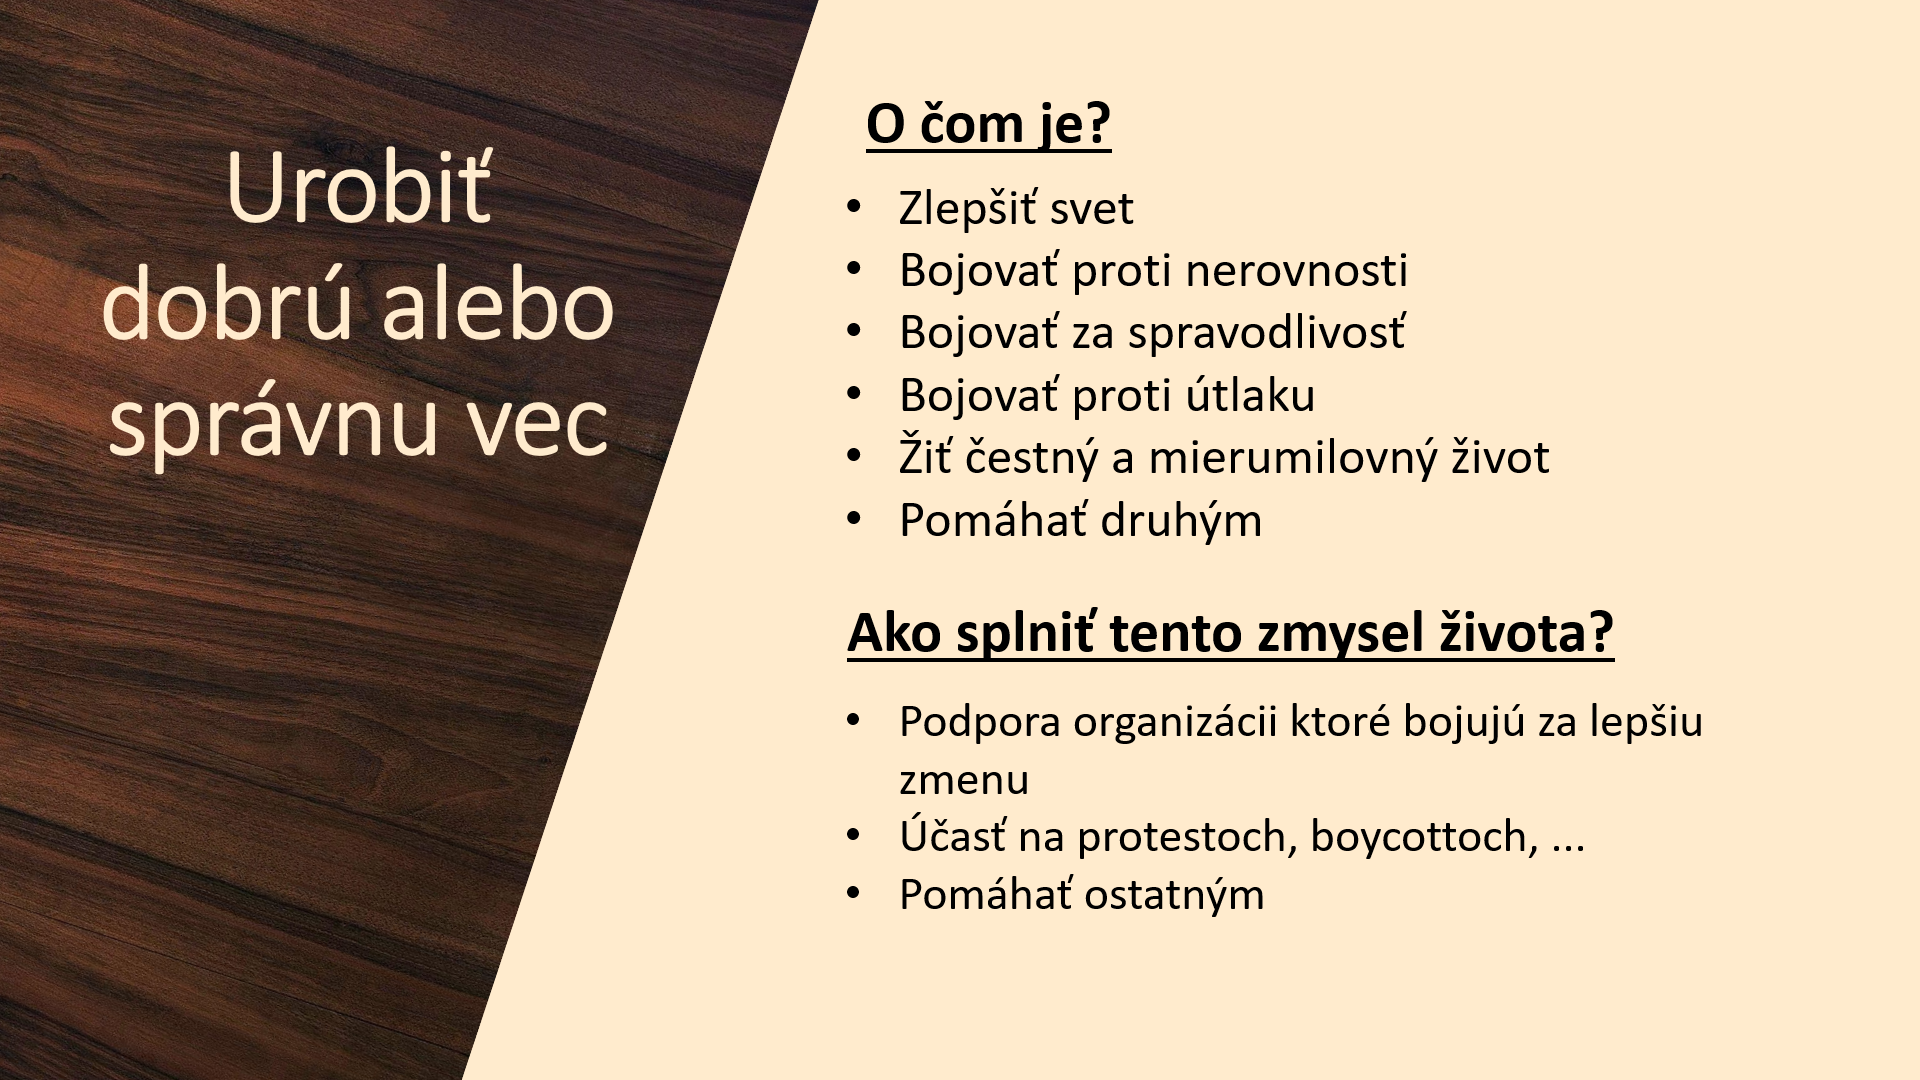 Urobiť
dobrú alebo
správnu vec
O čom je?
• Zlepšiť svet
• Bojovať proti nerovnosti
• Bojovať za spravodlivosť
• Bojovať proti útlaku
• Žiť čestný a mierumilovný život
• Pomáhať druhým
Ako splniť tento zmysel života?
• Podpora organizácii ktoré bojujú za lepšiu
zmenu
• Účasť na protestoch, boycottoch, ...
• Pomáhať ostatným